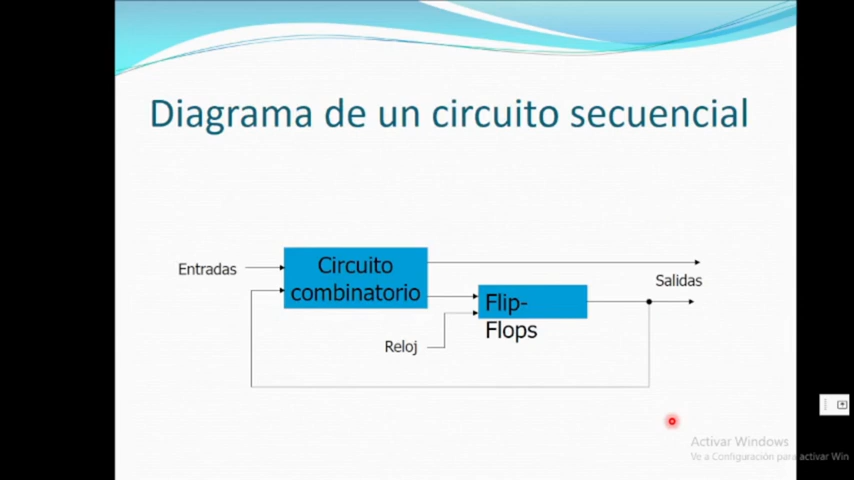 Diagrama de un circuito secuencial
Entradas
Circuito
combinatorio
Salidas
Flip-
Flops
Reloj
Activar Windows
Ve a Configuración para activar Win